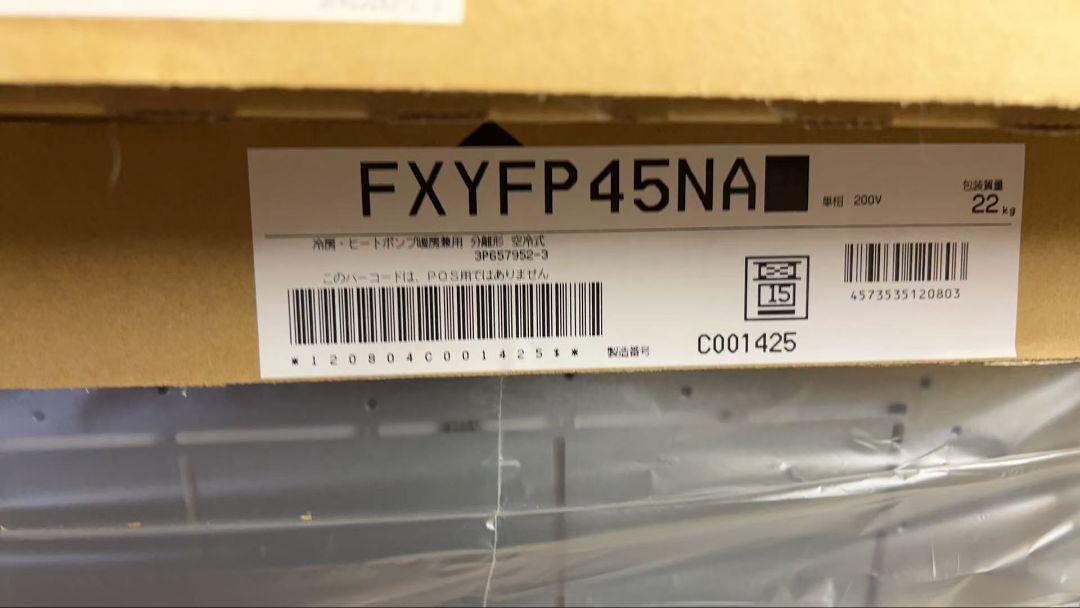 FXYFP45NA■
単相 200V
包装質量
22kg
冷房・ヒートポンプ暖房兼用 分離形 空冷式
3P657952-3
このバーコードは、POS用ではありません
*120804C001425$*
製造番号
C001425
15
4573535120803